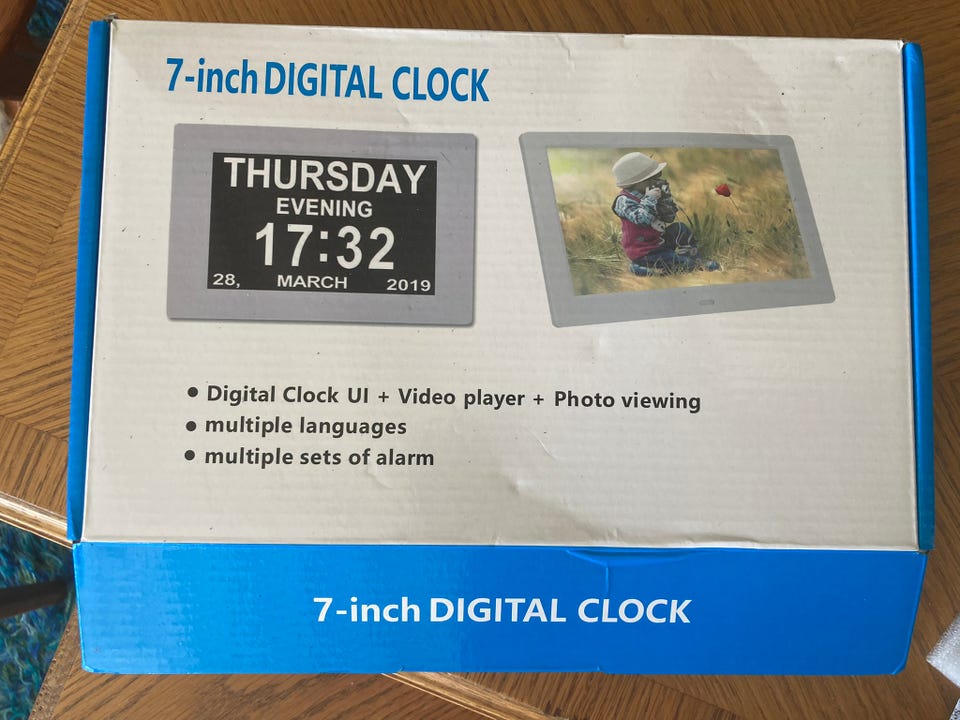 7-inch DIGITAL CLOCK
THURSDAY
EVENING
17:32
28, MARCH 2019
• Digital Clock UI + Video player + Photo viewing
• multiple languages
• multiple sets of alarm
7-inch DIGITAL CLOCK